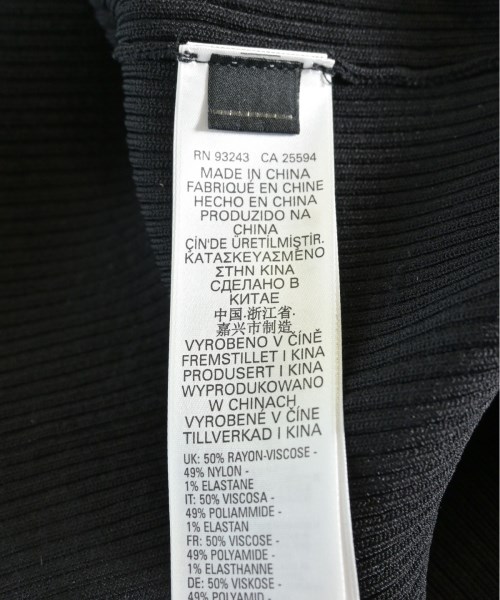 RN 93243 CA 25594
MADE IN CHINA
FABRIQUÉ EN CHINE
HECHO EN CHINA
PRODUZIDO NA
CHINA
ÇİN'DE ÜRETİLMİŞTİR.
ΚΑΤΑΣΚΕΥΑΣΜΕΝΟ
ΣΤΗΝ ΚΙΝΑ
СДЕЛАНО В
КИТАЕ
中国.浙江省.
嘉兴市制造
VYROBENO V ČÍNĚ
FREMSTILLET I KINA
PRODUSERT I KINA
WYPRODUKOWANO
W CHINACH
VYROBENÉ V ČÍNE
TILLVERKAD I KINA
UK: 50% RAYON-VISCOSE -
49% NYLON -
1% ELASTANE
IT: 50% VISCOSA -
49% POLIAMMIDE -
1% ELASTAN
FR: 50% VISCOSE -
49% POLYAMIDE -
1% ELASTHANNE
DE: 50% VISKOSE -
49% POLYAMID -